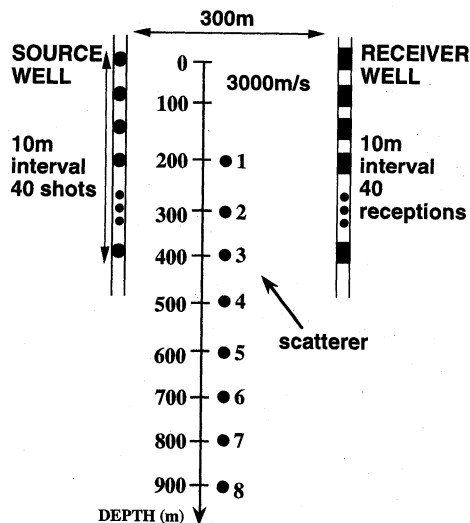 300m
SOURCE
WELL
RECEIVER
WELL
0
3000m/s
100
10m
interval
40 shots
10m
interval
40
receptions
200
1
300
2
400
3
500
4
scatterer
600
5
700
6
800
7
900
8
DEPTH (m)